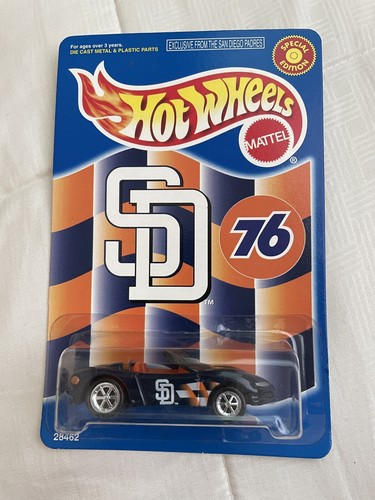 For ages over 3 years.
DIE CAST METAL & PLASTIC PARTS
EXCLUSIVE FROM THE SAN DIEGO PADRES
SPECIAL EDITION
HOT WHEELS
MATTEL
®
SD
TM
76
SD
28462